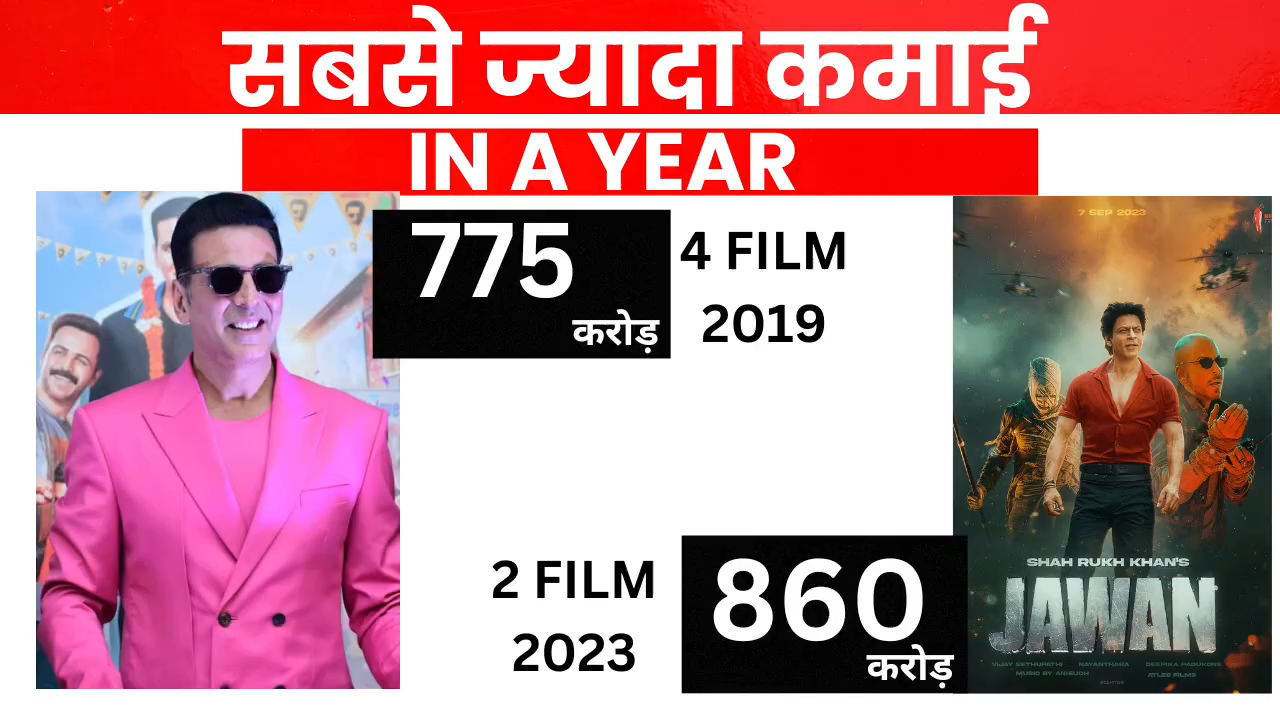 सबसे ज्यादा कमाई
IN A YEAR
775
करोड़
4 FILM
2019
2 FILM
2023
860
करोड़
7 SEP 2023
SHAH RUKH KHAN'S
JAWAN
VIJAY SETHUPATHI NAYANTHARA DEEPIKA PADUKONE
MUSIC BY ANIRUDH ATLEE FILMS